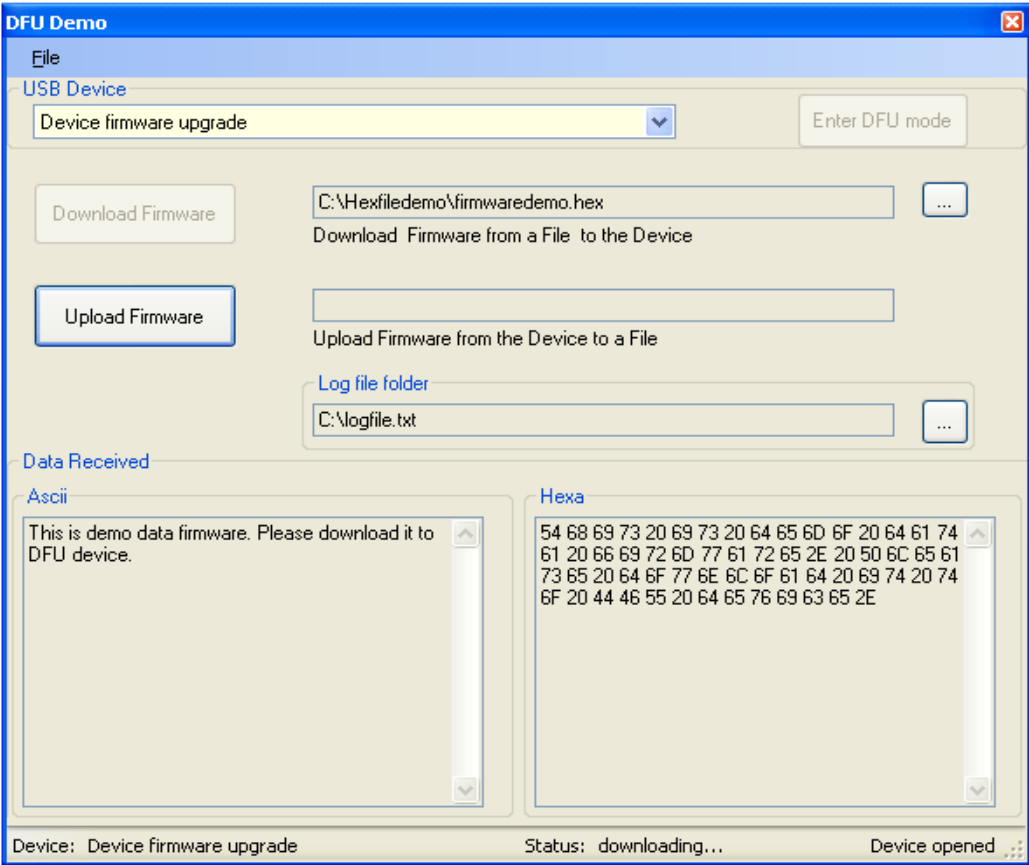 DFU Demo
File
USB Device
Device firmware upgrade
Enter DFU mode
Download Firmware
C:\Hexfiledemo\firmwaredemo.hex
...
Download  Firmware from a File  to the Device
Upload Firmware
Upload Firmware from the Device to a File
Log file folder
C:\logfile.txt
...
Data Received
Ascii
This is demo data firmware. Please download it to
DFU device.
Hexa
54 68 69 73 20 69 73 20 64 65 6D 6F 20 64 61 74
61 20 66 69 72 6D 77 61 72 65 2E 20 50 6C 65 61
73 65 20 64 6F 77 6E 6C 6F 61 64 20 69 74 20 74
6F 20 44 46 55 20 64 65 76 69 63 65 2E
Device:  Device firmware upgrade
Status:  downloading...
Device opened